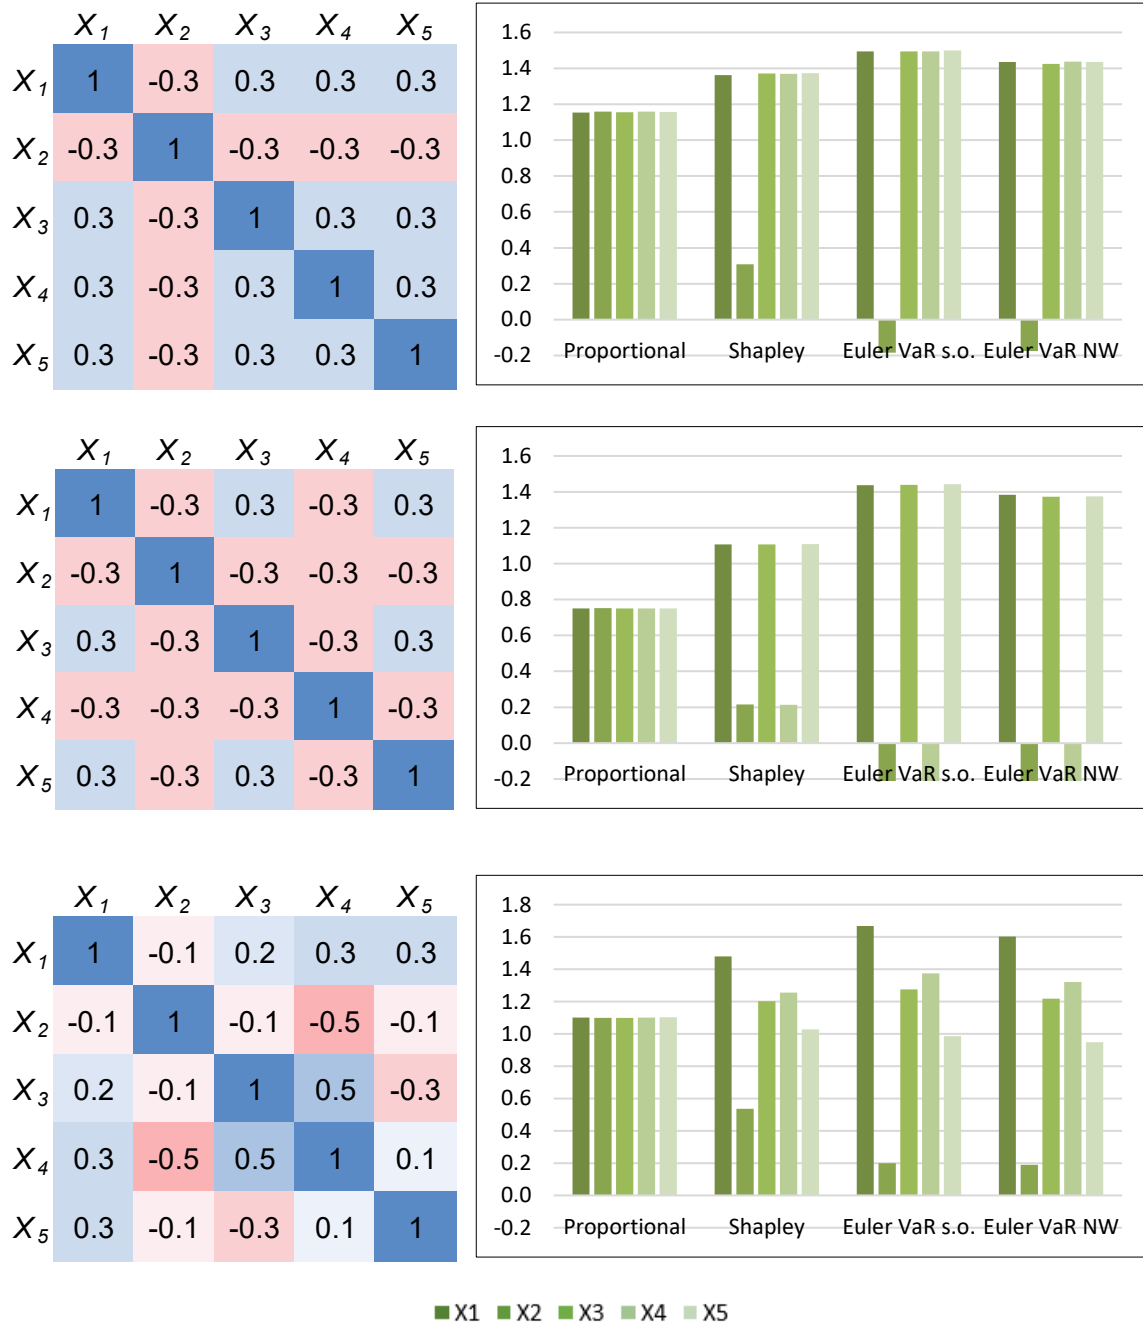 X1 X2 X3 X4 X5
X1 1 -0.3 0.3 0.3 0.3
X2 -0.3 1 -0.3 -0.3 -0.3
X3 0.3 -0.3 1 0.3 0.3
X4 0.3 -0.3 0.3 1 0.3
X5 0.3 -0.3 0.3 0.3 1
1.6
1.4
1.2
1.0
0.8
0.6
0.4
0.2
0.0
-0.2
Proportional Shapley Euler VaR s.o. Euler VaR NW
X1 X2 X3 X4 X5
X1 1 -0.3 0.3 -0.3 0.3
X2 -0.3 1 -0.3 -0.3 -0.3
X3 0.3 -0.3 1 -0.3 0.3
X4 -0.3 -0.3 -0.3 1 -0.3
X5 0.3 -0.3 0.3 -0.3 1
1.6
1.4
1.2
1.0
0.8
0.6
0.4
0.2
0.0
-0.2
Proportional Shapley Euler VaR s.o. Euler VaR NW
X1 X2 X3 X4 X5
X1 1 -0.1 0.2 0.3 0.3
X2 -0.1 1 -0.1 -0.5 -0.1
X3 0.2 -0.1 1 0.5 -0.3
X4 0.3 -0.5 0.5 1 0.1
X5 0.3 -0.1 -0.3 0.1 1
1.8
1.6
1.4
1.2
1.0
0.8
0.6
0.4
0.2
0.0
-0.2
Proportional Shapley Euler VaR s.o. Euler VaR NW
X1 X2 X3 X4 X5